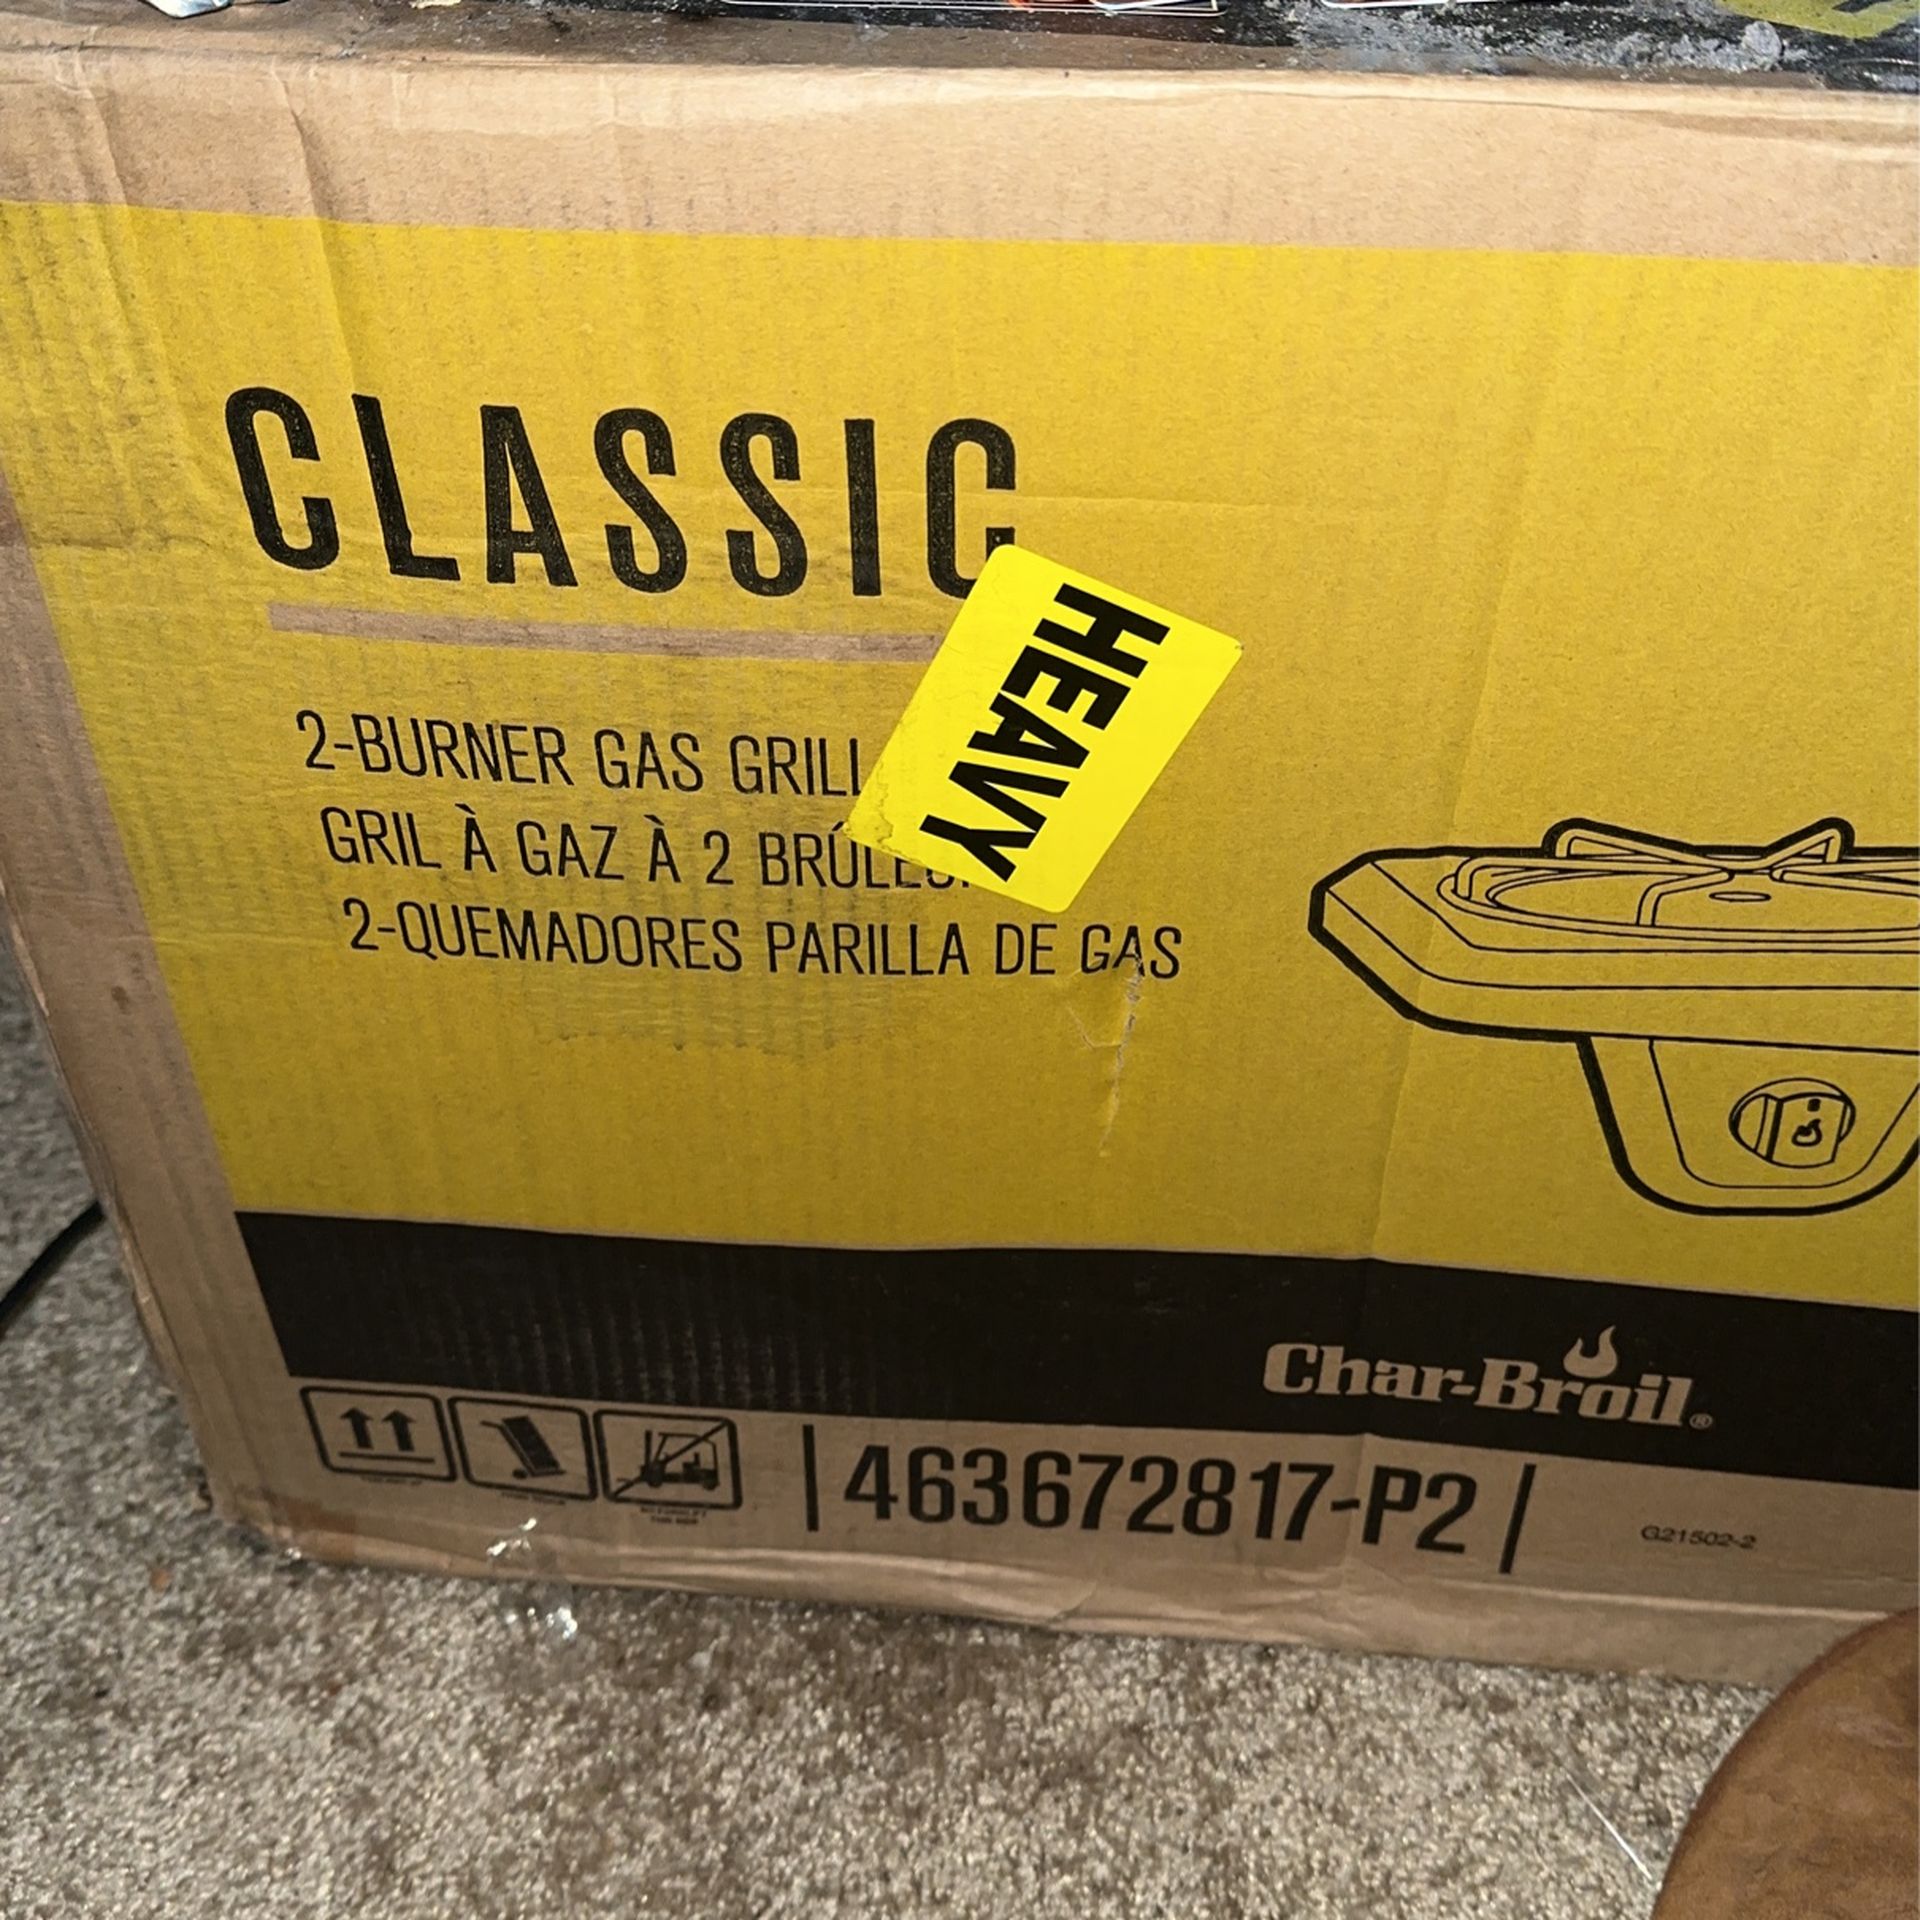 CLASSIC
HEAVY
2-BURNER GAS GRILL
GRIL À GAZ À 2
2-QUEMADORES PARILLA DE GAS
Char-Broil®
463672817-P2
G21502-2